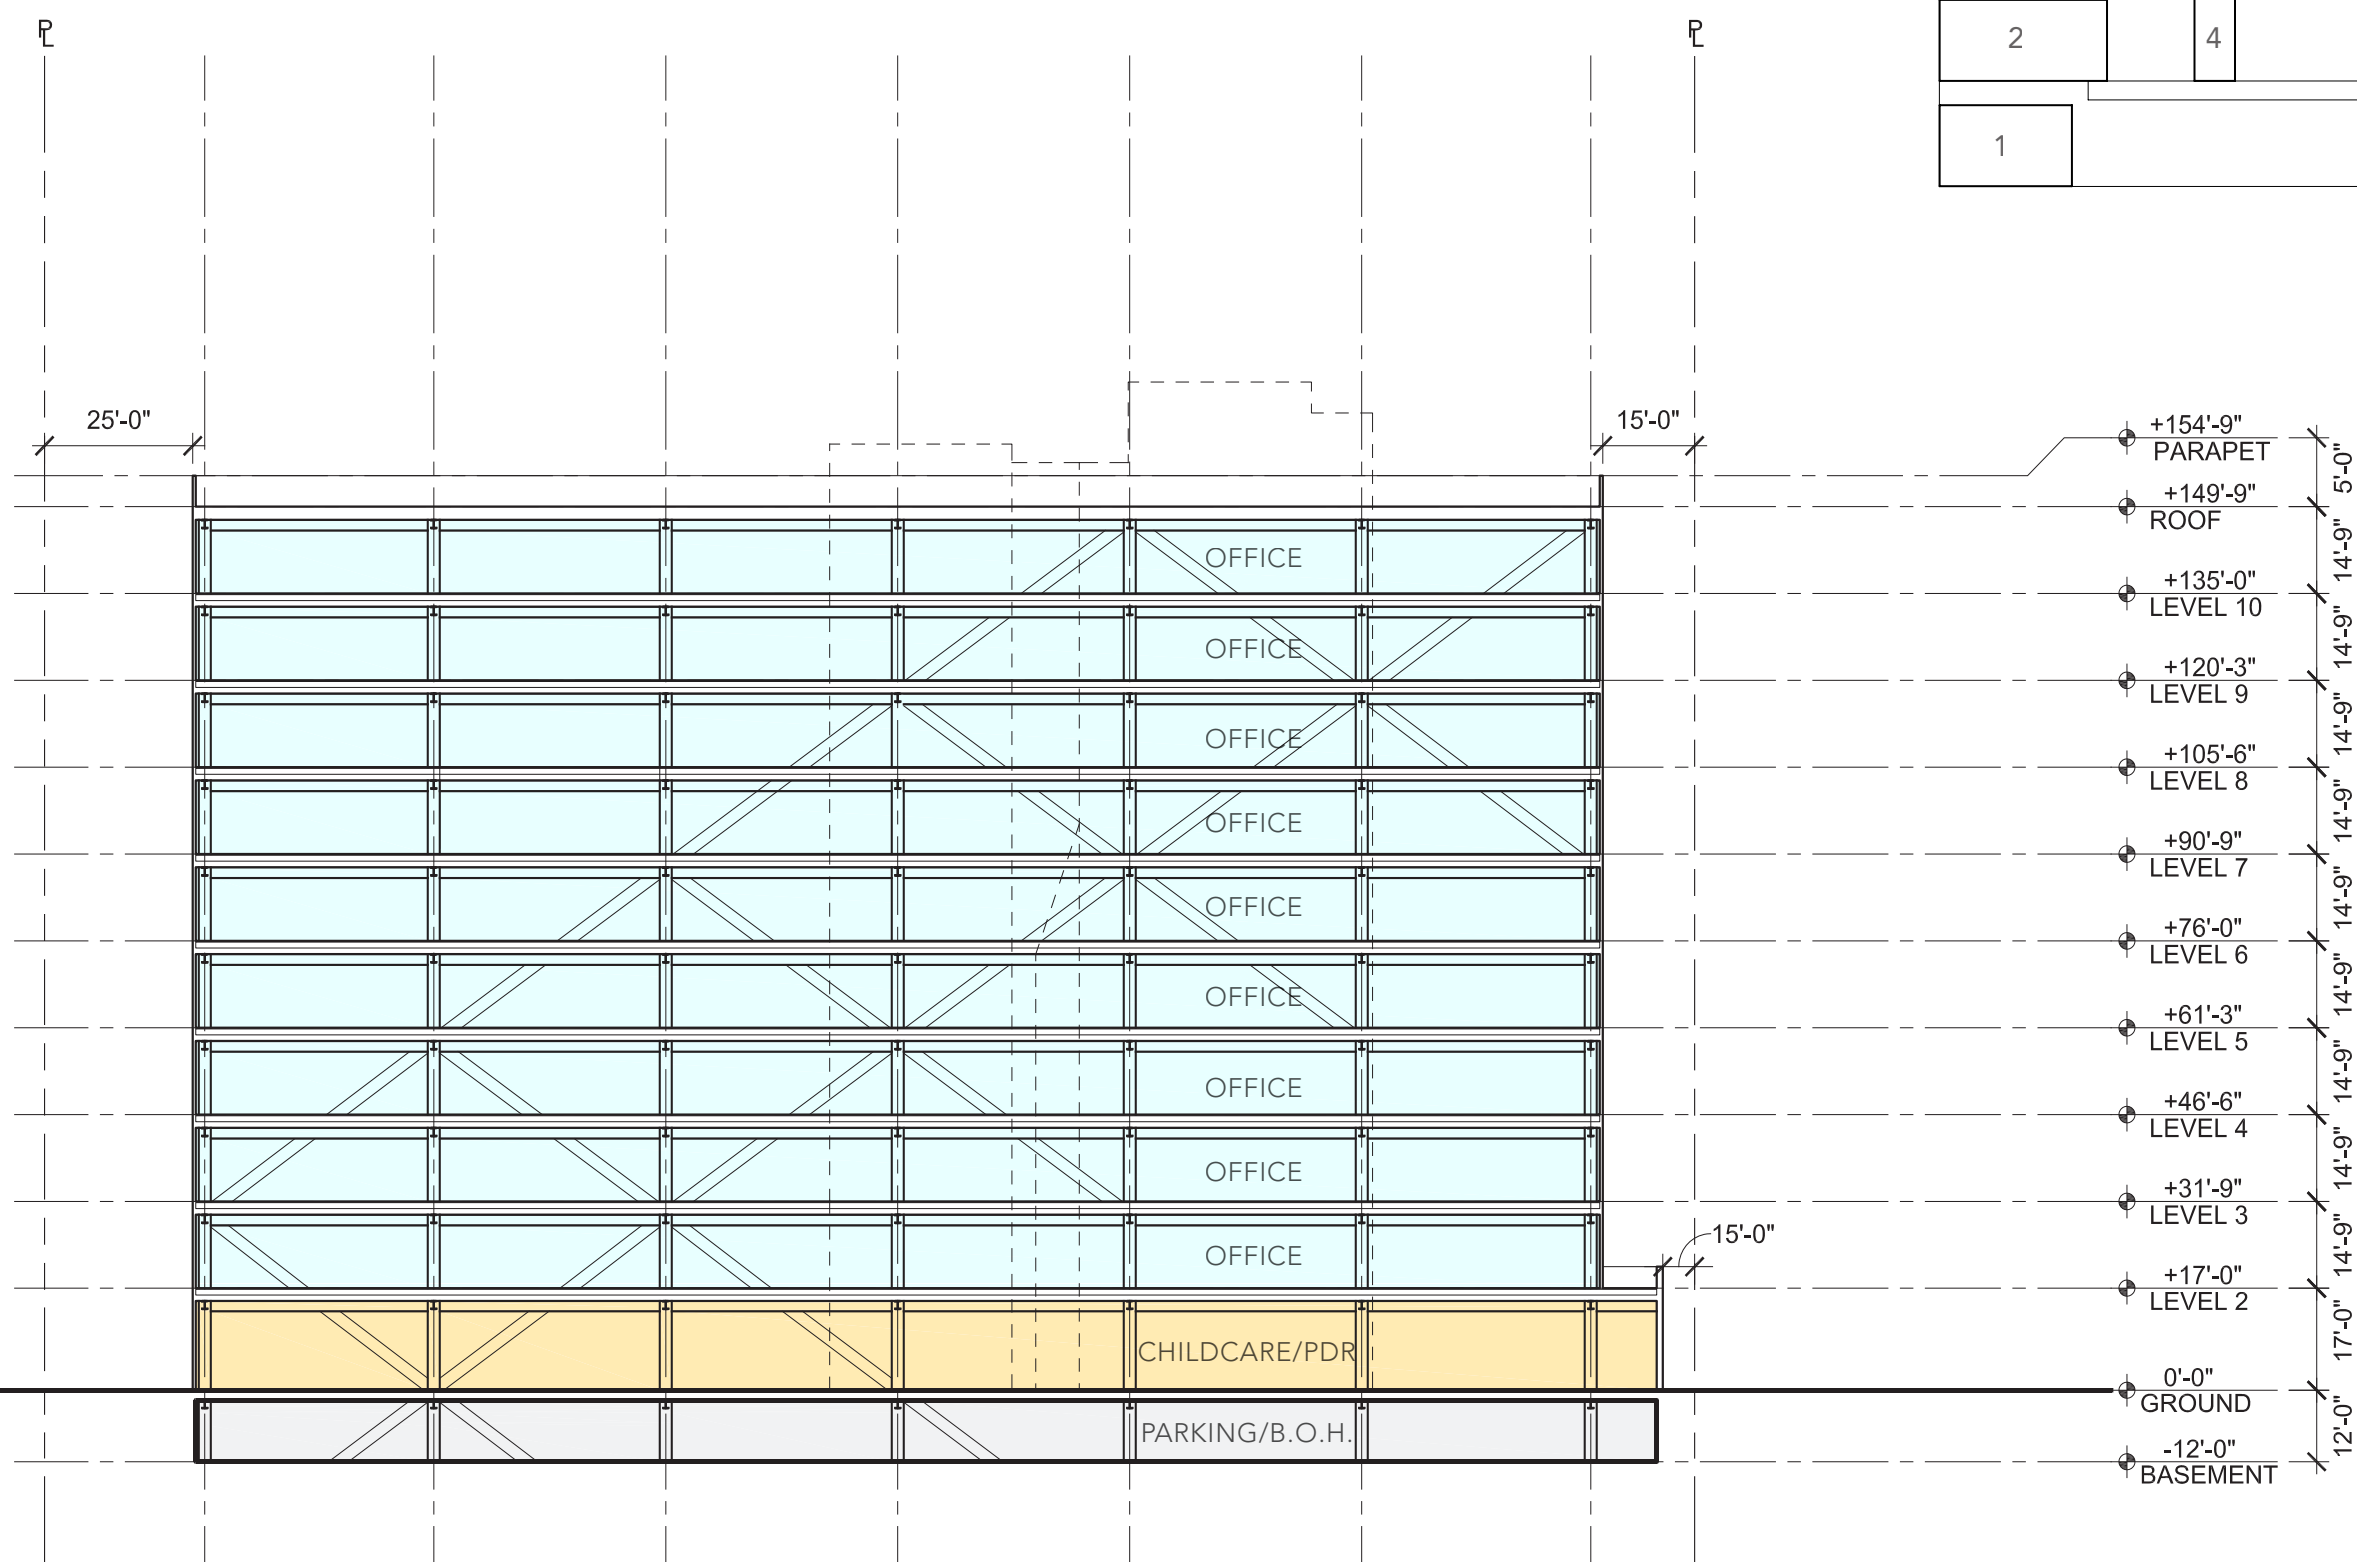 PL
PL
2
4
1
25'-0"
15'-0"
+154'-9"
PARAPET
5'-0"
+149'-9"
ROOF
14'-9"
OFFICE
+135'-0"
LEVEL 10
14'-9"
OFFICE
+120'-3"
LEVEL 9
14'-9"
OFFICE
+105'-6"
LEVEL 8
14'-9"
OFFICE
+90'-9"
LEVEL 7
14'-9"
OFFICE
+76'-0"
LEVEL 6
14'-9"
OFFICE
+61'-3"
LEVEL 5
14'-9"
OFFICE
+46'-6"
LEVEL 4
14'-9"
OFFICE
+31'-9"
LEVEL 3
14'-9"
OFFICE
15'-0"
+17'-0"
LEVEL 2
17'-0"
CHILDCARE/PDR
0'-0"
GROUND
12'-0"
PARKING/B.O.H.
-12'-0"
BASEMENT